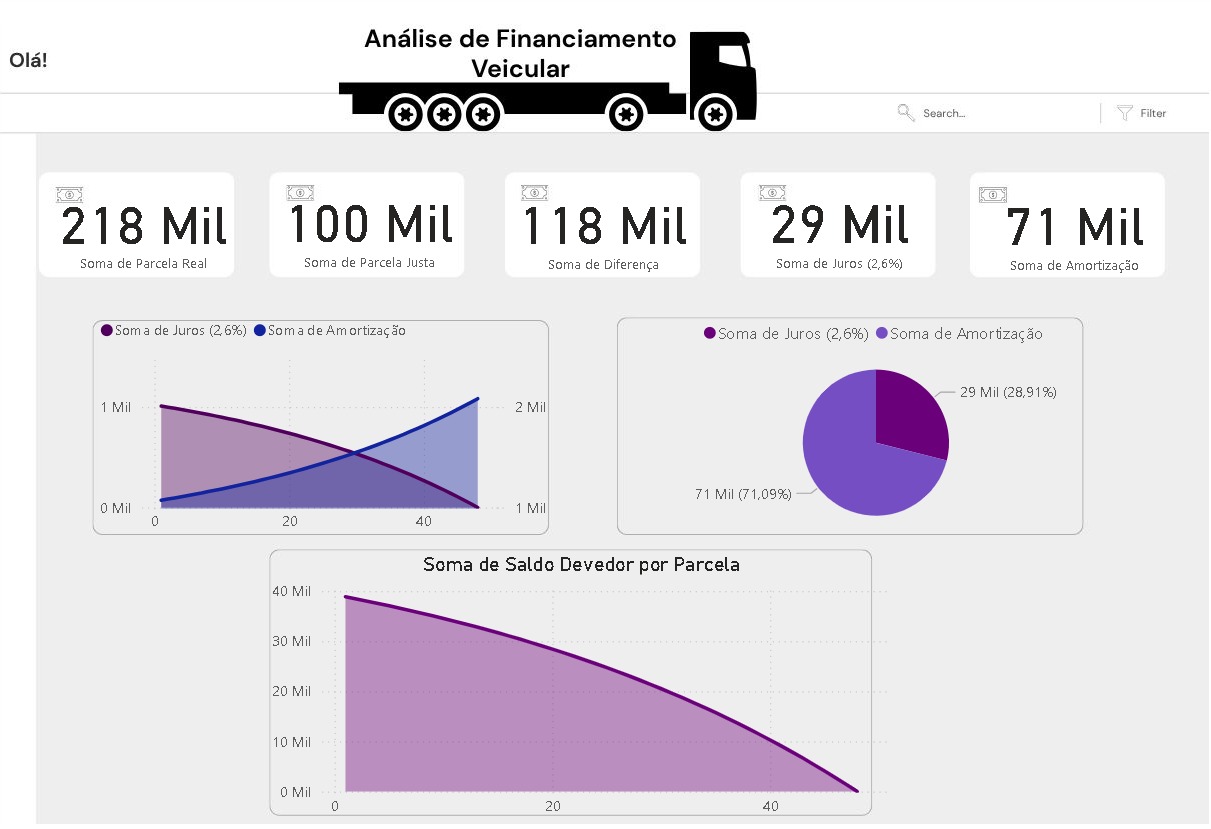 Olá!
Análise de Financiamento
Veicular
Search...
Filter
218 Mil
Soma de Parcela Real
100 Mil
Soma de Parcela Justa
118 Mil
Soma de Diferença
29 Mil
Soma de Juros (2,6%)
71 Mil
Soma de Amortização
Soma de Juros (2,6%) Soma de Amortização
1 Mil
2 Mil
0 Mil
1 Mil
0 20 40
Soma de Juros (2,6%) Soma de Amortização
29 Mil (28,91%)
71 Mil (71,09%)
Soma de Saldo Devedor por Parcela
40 Mil
30 Mil
20 Mil
10 Mil
0 Mil
0 20 40